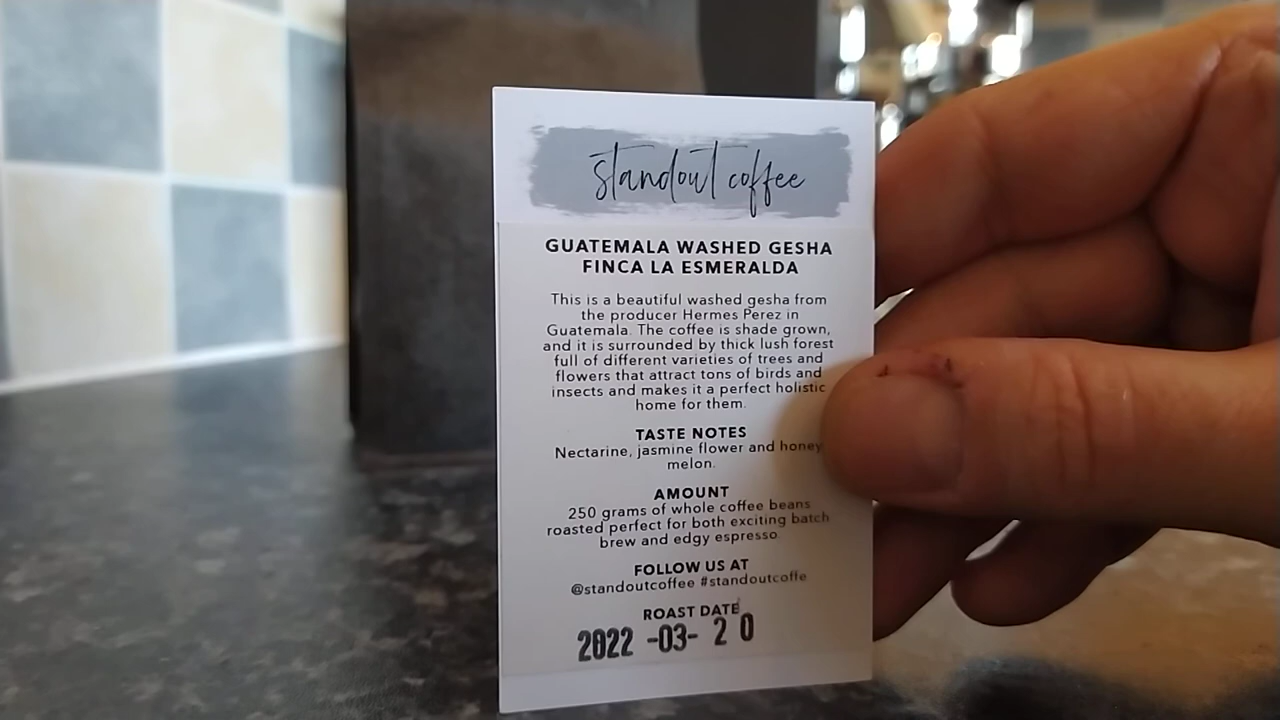 standout coffee
GUATEMALA WASHED GESHA
FINCA LA ESMERALDA
This is a beautiful washed gesha from
the producer Hermes Perez in
Guatemala. The coffee is shade grown,
and it is surrounded by thick lush forest
full of different varieties of trees and
flowers that attract tons of birds and
insects and makes it a perfect holistic
home for them.
TASTE NOTES
Nectarine, jasmine flower and honey
melon.
AMOUNT
250 grams of whole coffee beans
roasted perfect for both exciting batch
brew and edgy espresso
FOLLOW US AT
@standoutcoffee #standoutcoffe
ROAST DATE
2022 -03- 20